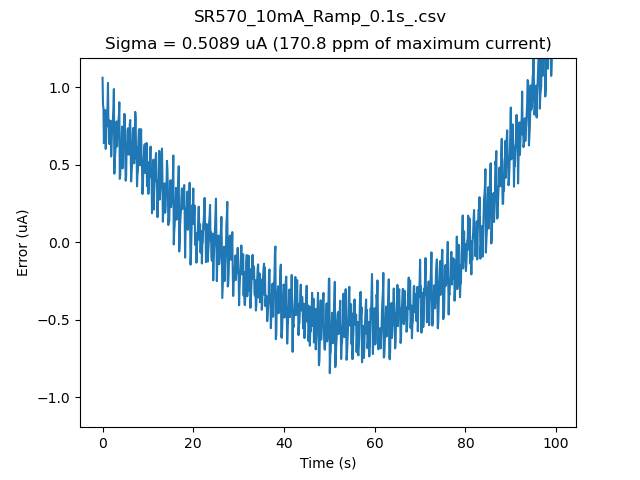 SR570_10mA_Ramp_0.1s_.csv
Sigma = 0.5089 uA (170.8 ppm of maximum current)
1.0
0.5
0.0
−0.5
−1.0
Error (uA)
0 20 40 60 80 100
Time (s)